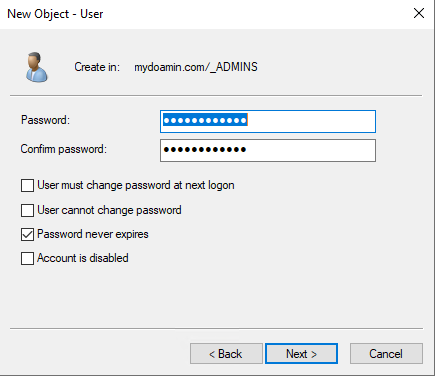 New Object - User
Create in: mydoamin.com/_ADMINS
Password: ●●●●●●●●●●●●
Confirm password: ●●●●●●●●●●●●
User must change password at next logon
User cannot change password
Password never expires
Account is disabled
< Back Next > Cancel